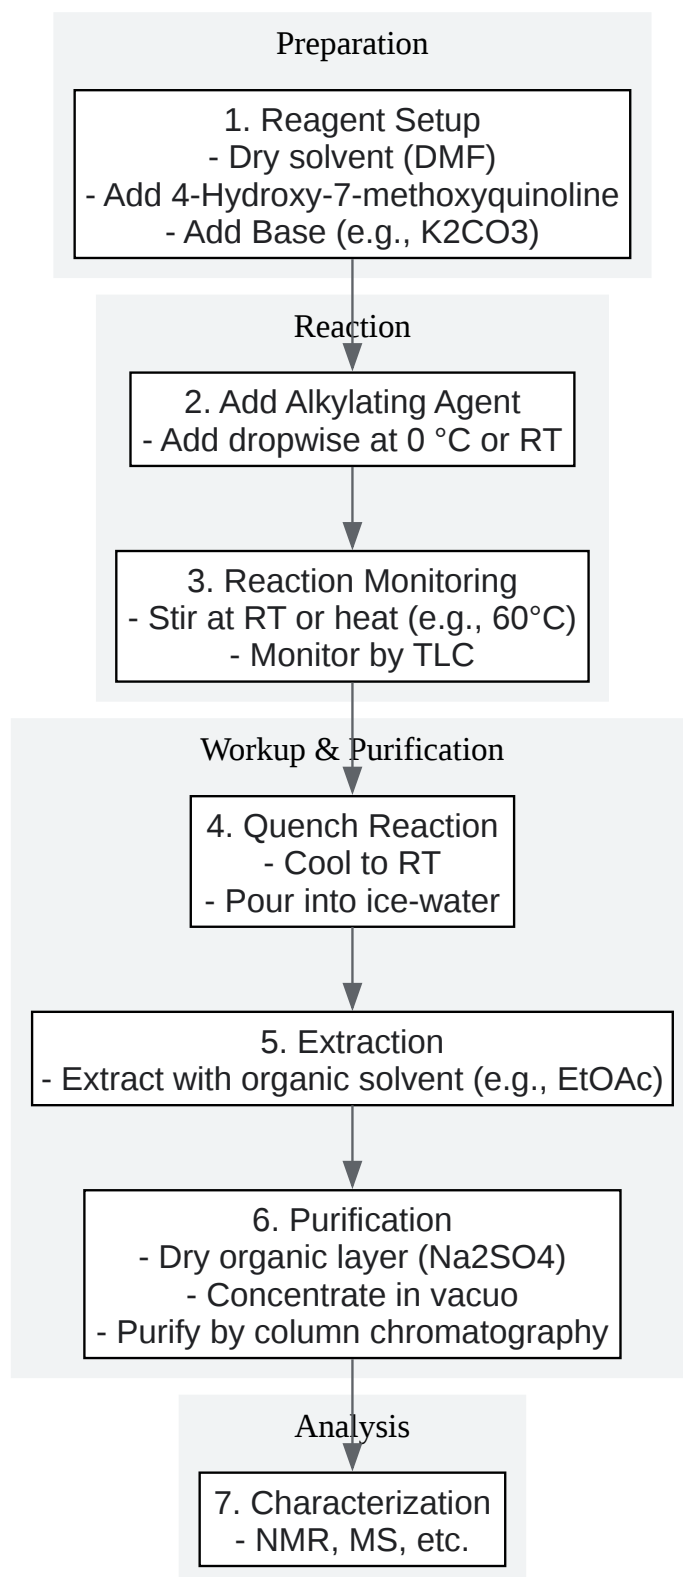 Preparation
1. Reagent Setup
- Dry solvent (DMF)
- Add 4-Hydroxy-7-methoxyquinoline
- Add Base (e.g., K2CO3)
Reaction
2. Add Alkylating Agent
- Add dropwise at 0 °C or RT
3. Reaction Monitoring
- Stir at RT or heat (e.g., 60°C)
- Monitor by TLC
Workup & Purification
4. Quench Reaction
- Cool to RT
- Pour into ice-water
5. Extraction
- Extract with organic solvent (e.g., EtOAc)
6. Purification
- Dry organic layer (Na2SO4)
- Concentrate in vacuo
- Purify by column chromatography
Analysis
7. Characterization
- NMR, MS, etc.